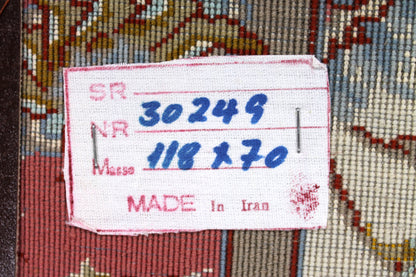 SR
NR 30249
Masse 118 x 70
MADE In Iran